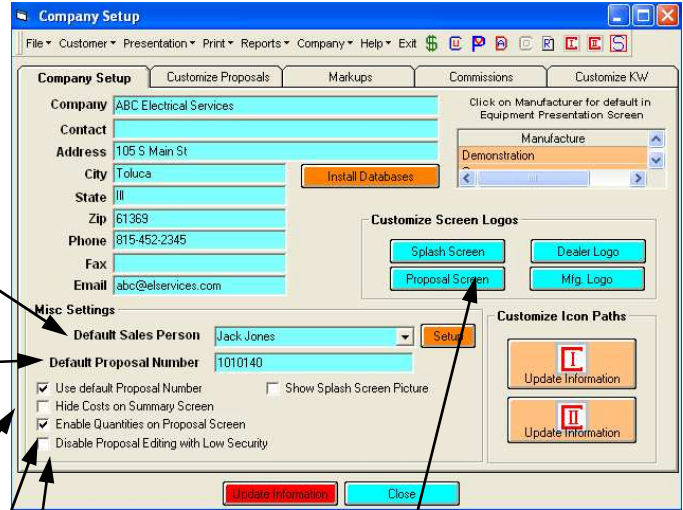 Company Setup
File Customer Presentation Print Reports Company Help Exit
Company Setup Customize Proposals Markups Commissions Customize KW
Company ABC Electrical Services
Contact
Address 105 S Main St
City Toluca
State Ill
Zip 61369
Phone 815-452-2345
Fax
Email abc@elservices.com
Install Databases
Click on Manufacturer for default in
Equipment Presentation Screen
Manufacture
Demonstration
Customize Screen Logos
Splash Screen Dealer Logo
Proposal Screen Mfg. Logo
Misc Settings
Default Sales Person Jack Jones Setup
Default Proposal Number 1010140
Use default Proposal Number Show Splash Screen Picture
Hide Costs on Summary Screen
Enable Quantities on Proposal Screen
Disable Proposal Editing with Low Security
Customize Icon Paths
I
Update Information
II
Update Information
Update Information Close